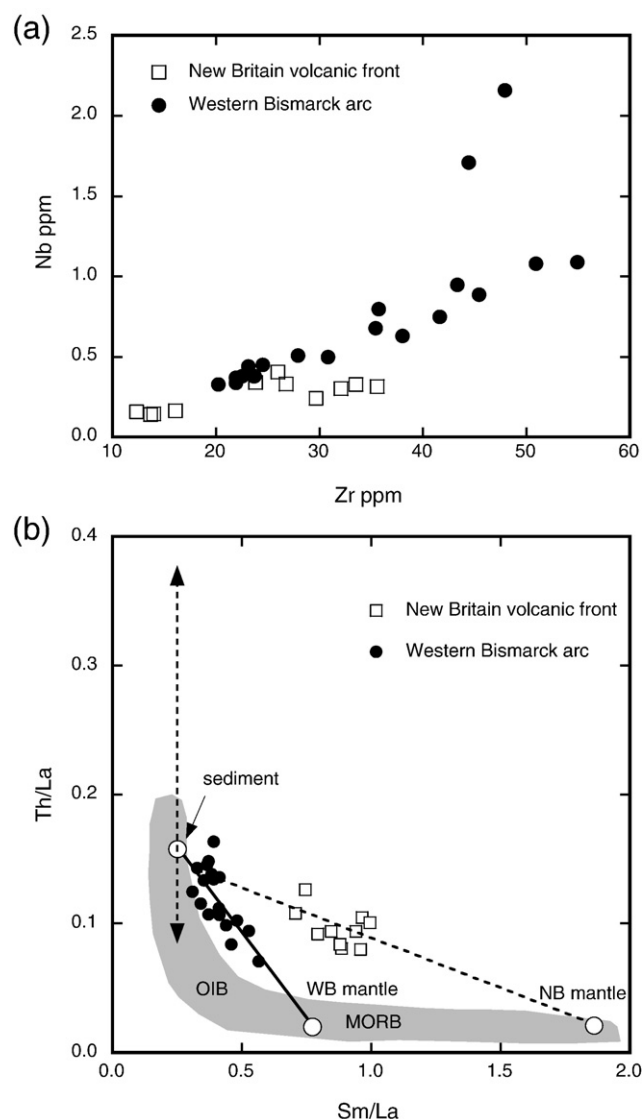 (a)
2.5
2.0
1.5
1.0
0.5
0.0
Nb ppm
New Britain volcanic front
Western Bismarck arc
10 20 30 40 50 60
Zr ppm
(b)
0.4
0.3
0.2
0.1
0.0
Th/La
New Britain volcanic front
Western Bismarck arc
sediment
OIB
WB mantle
MORB
NB mantle
0.0 0.5 1.0 1.5 2.0
Sm/La